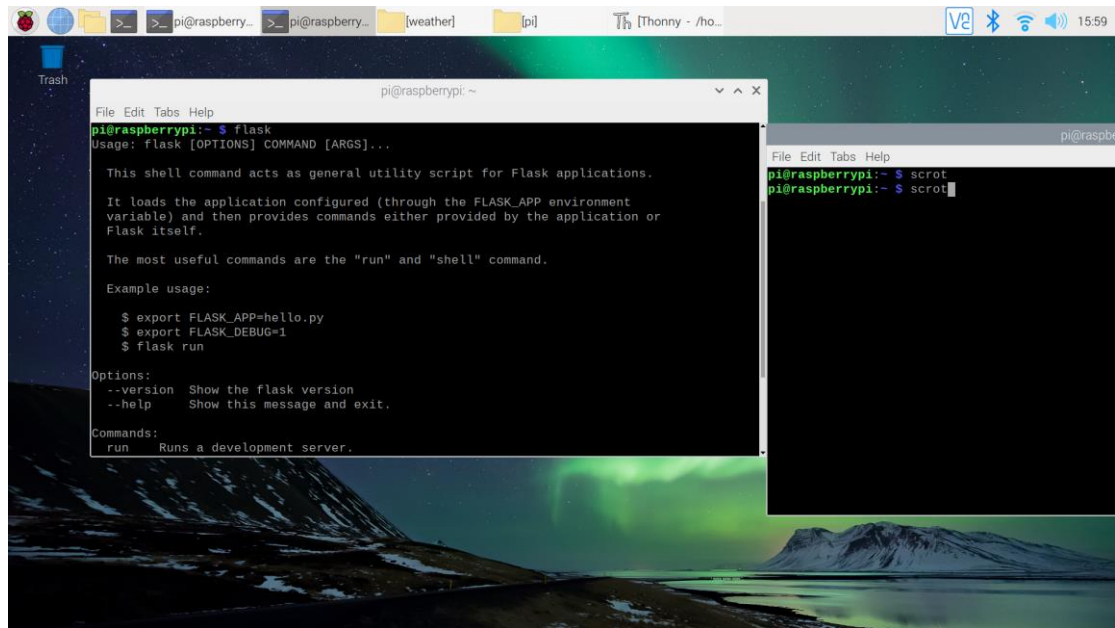 pi@raspberry...
pi@raspberry...
[weather]
[pi]
[Thonny - /ho...
15:59
Trash
pi@raspberrypi: ~
File Edit Tabs Help
pi@raspberrypi:~ $ flask
Usage: flask [OPTIONS] COMMAND [ARGS]...
This shell command acts as general utility script for Flask applications.
It loads the application configured (through the FLASK_APP environment
variable) and then provides commands either provided by the application or
Flask itself.
The most useful commands are the "run" and "shell" command.
Example usage:
$ export FLASK_APP=hello.py
$ export FLASK_DEBUG=1
$ flask run
Options:
--version Show the flask version
--help Show this message and exit.
Commands:
run Runs a development server.
pi@raspbe
File Edit Tabs Help
pi@raspberrypi:~ $ scrot
pi@raspberrypi:~ $ scrot